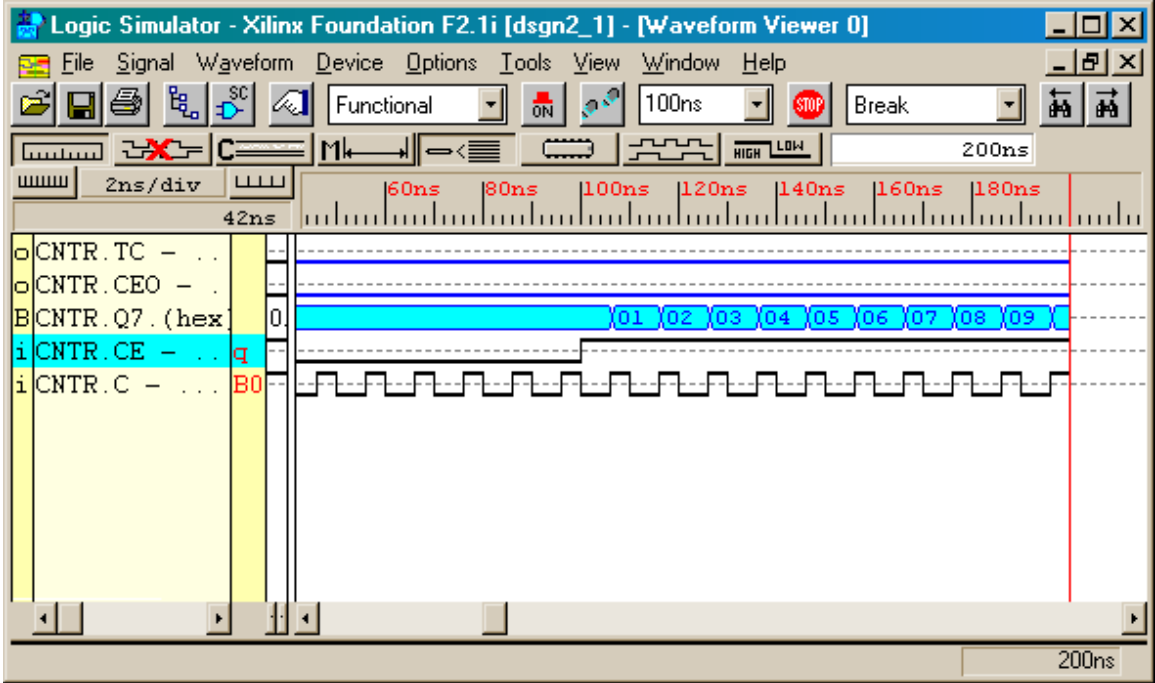 Logic Simulator - Xilinx Foundation F2.1i [dsgn2_1] - [Waveform Viewer 0]
File Signal Waveform Device Options Tools View Window Help
SC Functional ON 100ns STOP Break
C M HIGH LOW 200ns
2ns/div |60ns |80ns |100ns |120ns |140ns |160ns |180ns
42ns
o CNTR.TC - ..
o CNTR.CEO - .
B CNTR.Q7.(hex) 0. 01 02 03 04 05 06 07 08 09
i CNTR.CE - .. q
i CNTR.C - ... B0
200ns